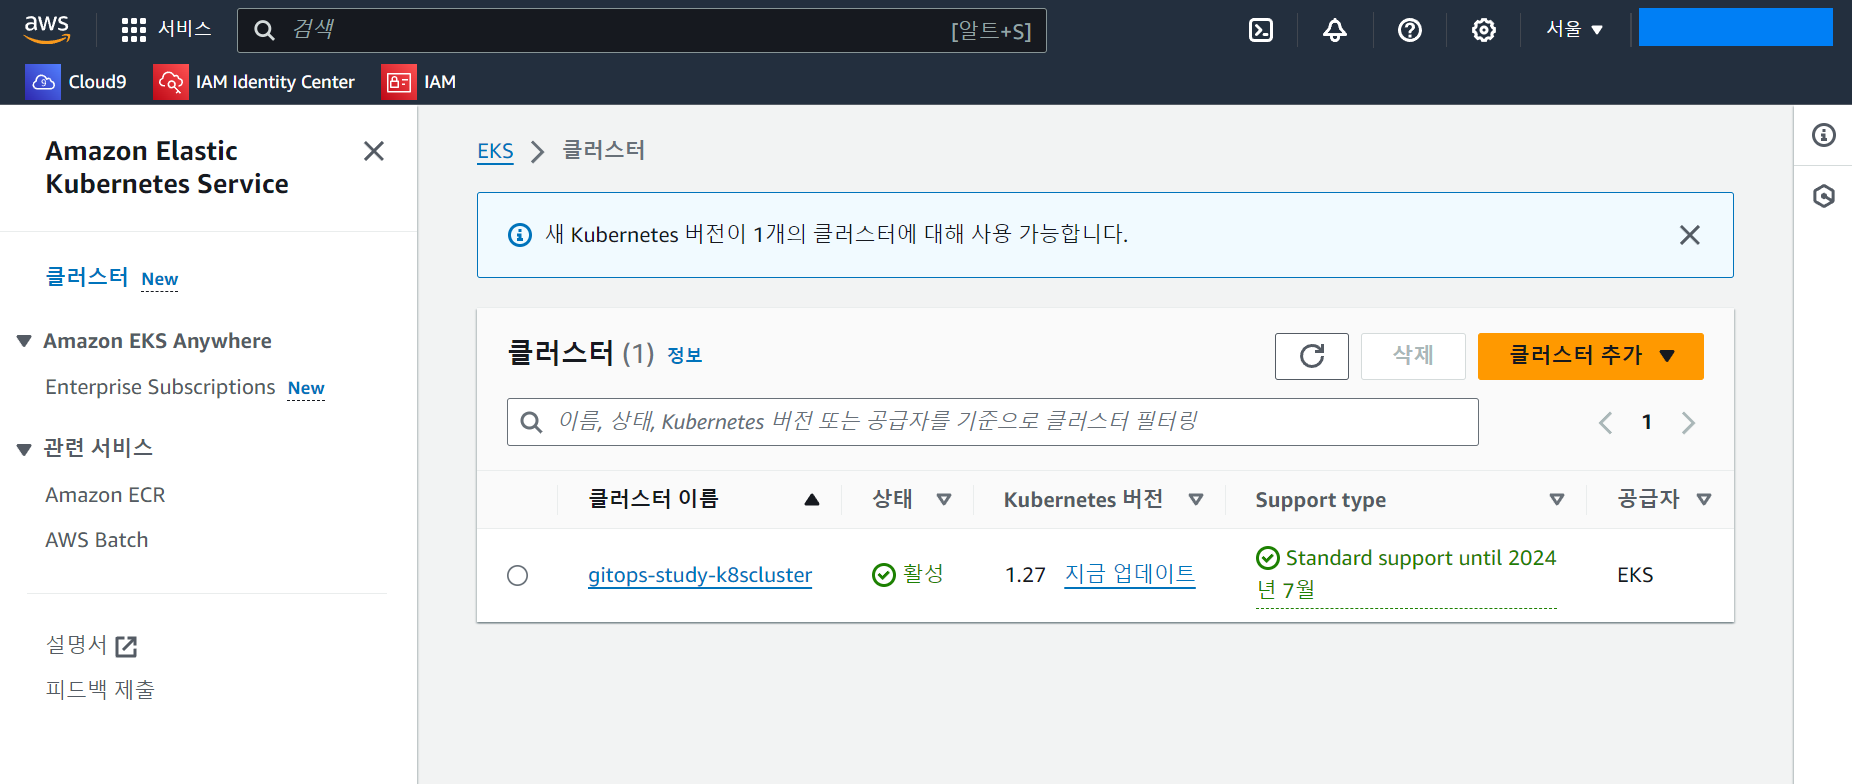 aws
서비스
검색
[알트+S]
서울
Cloud9
IAM Identity Center
IAM
Amazon Elastic
Kubernetes Service
클러스터 New
Amazon EKS Anywhere
Enterprise Subscriptions New
관련 서비스
Amazon ECR
AWS Batch
설명서
피드백 제출
EKS
클러스터
새 Kubernetes 버전이 1개의 클러스터에 대해 사용 가능합니다.
클러스터 (1) 정보
삭제
클러스터 추가
이름, 상태, Kubernetes 버전 또는 공급자를 기준으로 클러스터 필터링
1
클러스터 이름
상태
Kubernetes 버전
Support type
공급자
gitops-study-k8scluster
활성
1.27 지금 업데이트
Standard support until 2024
년 7월
EKS